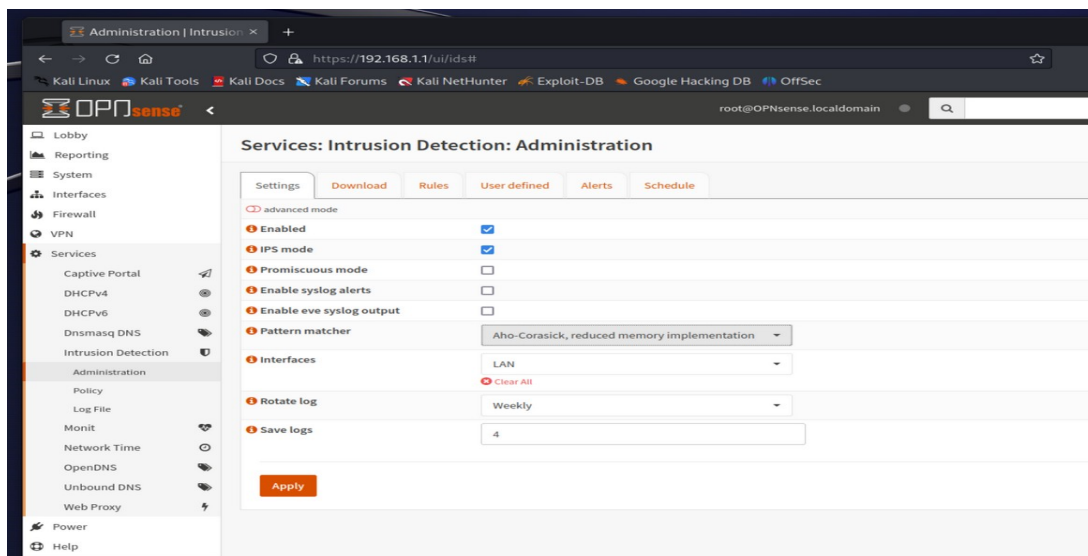 Administration | Intrusion × +
https://192.168.1.1/ui/ids#
Kali Linux Kali Tools Kali Docs Kali Forums Kali NetHunter Exploit-DB Google Hacking DB OffSec
OPNsense root@OPNsense.localdomain
Lobby
Reporting
System
Interfaces
Firewall
VPN
Services
Captive Portal
DHCPv4
DHCPv6
Dnsmasq DNS
Intrusion Detection
Administration
Policy
Log File
Monit
Network Time
OpenDNS
Unbound DNS
Web Proxy
Power
Help
Services: Intrusion Detection: Administration
Settings Download Rules User defined Alerts Schedule
advanced mode
Enabled
IPS mode
Promiscuous mode
Enable syslog alerts
Enable eve syslog output
Pattern matcher Aho-Corasick, reduced memory implementation
Interfaces LAN
Clear All
Rotate log Weekly
Save logs 4
Apply